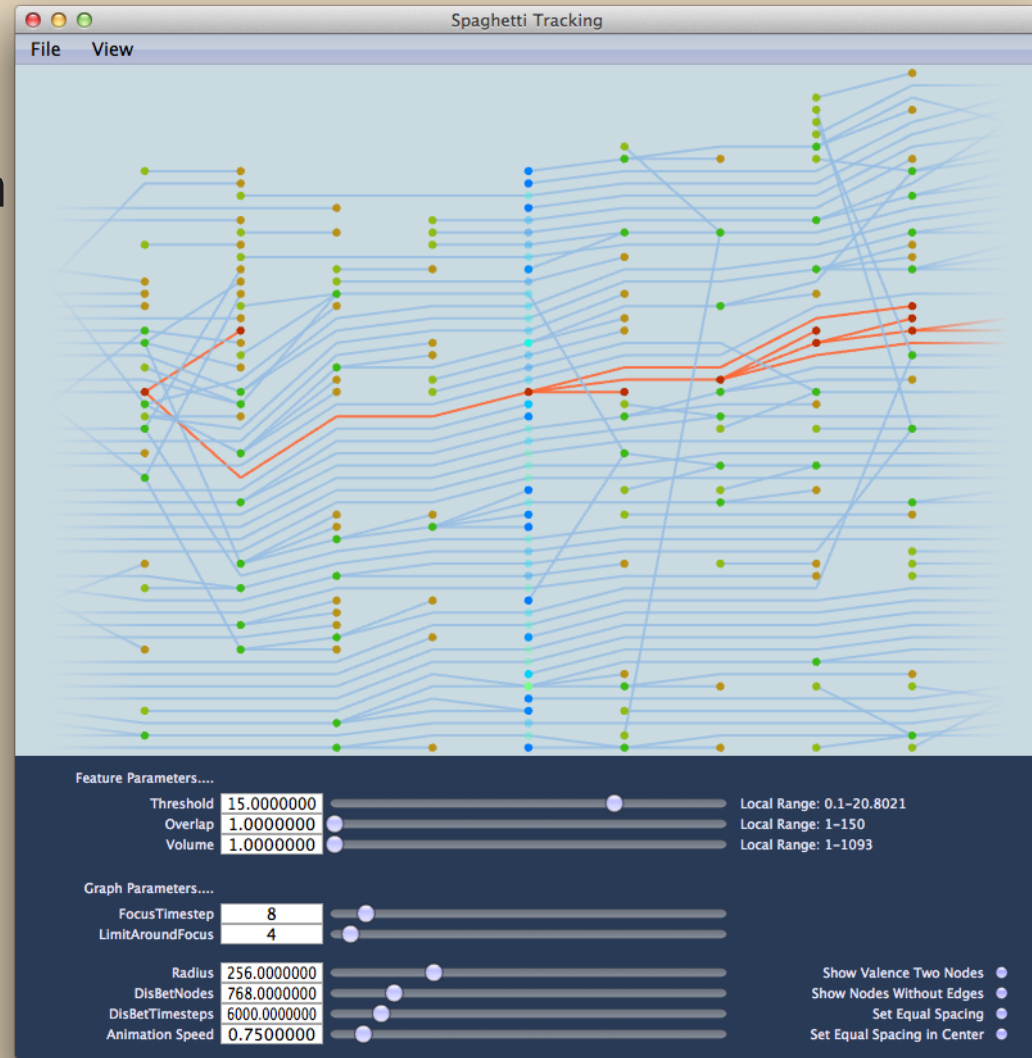 Spaghetti Tracking
File View
Feature Parameters....
Threshold 15.0000000 Local Range: 0.1-20.8021
Overlap 1.0000000 Local Range: 1-150
Volume 1.0000000 Local Range: 1-1093
Graph Parameters....
FocusTimestep 8
LimitAroundFocus 4
Radius 256.0000000 Show Valence Two Nodes
DisBetNodes 768.0000000 Show Nodes Without Edges
DisBetTimesteps 6000.0000000 Set Equal Spacing
Animation Speed 0.7500000 Set Equal Spacing in Center